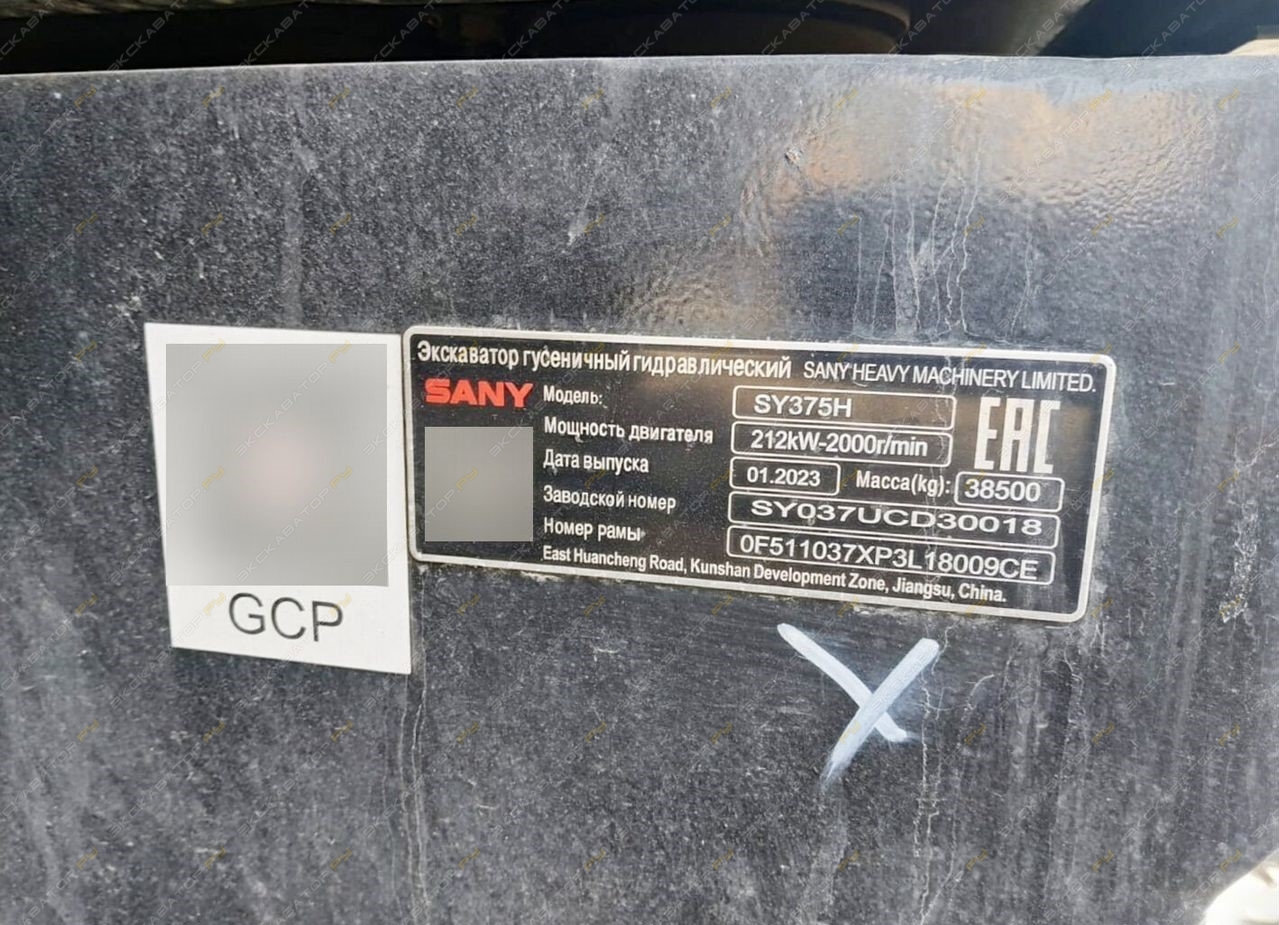 Экскаватор гусеничный гидравлический SANY HEAVY MACHINERY LIMITED.
SANY Модель: SY375H EAC
Мощность двигателя 212kW-2000r/min
Дата выпуска 01.2023 Масса(kg): 38500
Заводской номер SY037UCD30018
Номер рамы 0F511037XP3L18009CE
East Huancheng Road, Kunshan Development Zone, Jiangsu, China.
GCP